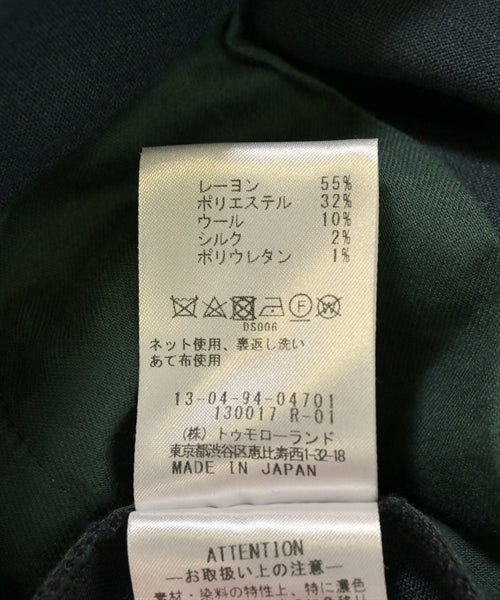 レーヨン 55%
ポリエステル 32%
ウール 10%
シルク 2%
ポリウレタン 1%
DS006
ネット使用、裏返し洗い
あて布使用
13-04-94-04701
130017 R-01
(株) トゥモローランド
東京都渋谷区恵比寿西1-32-18
MADE IN JAPAN
ATTENTION
―お取扱い上の注意―
素材・染料の特性上、特に濃色